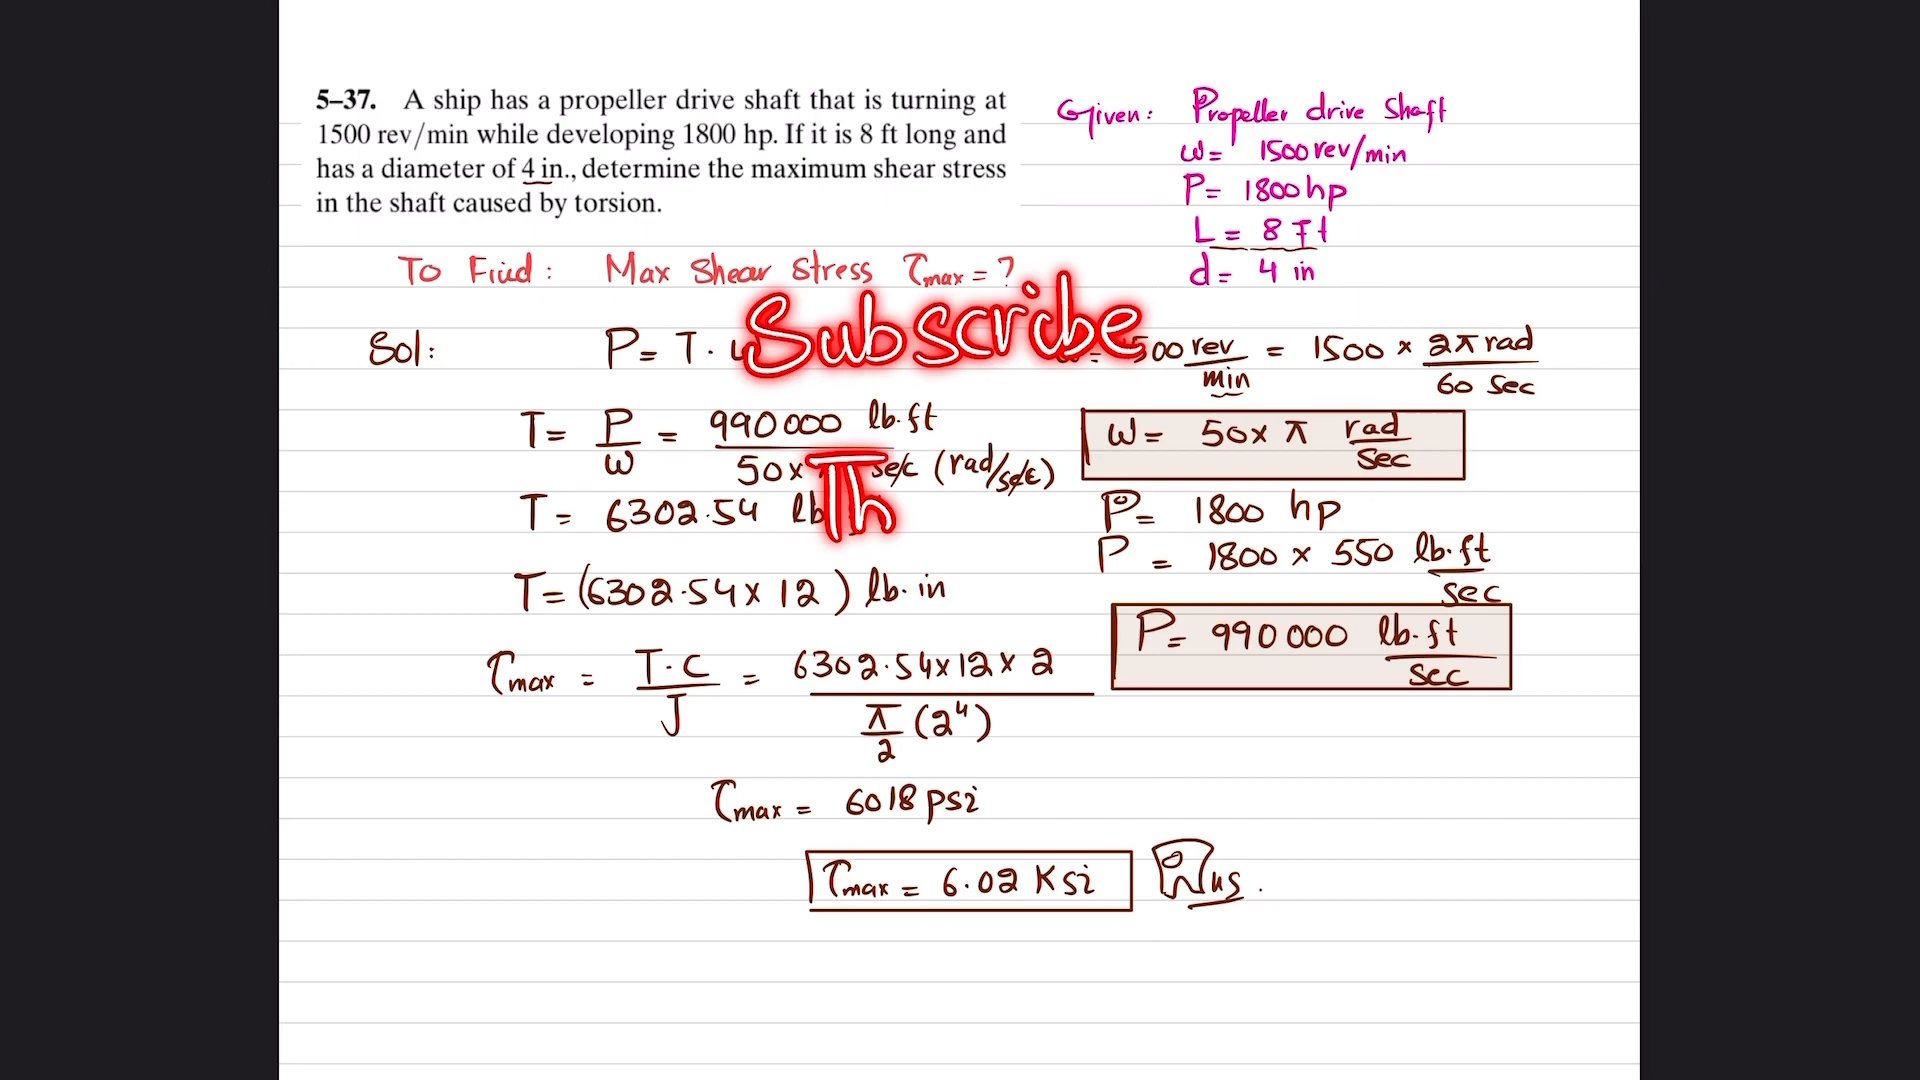 5–37. A ship has a propeller drive shaft that is turning at
1500 rev/min while developing 1800 hp. If it is 8 ft long and
has a diameter of 4 in., determine the maximum shear stress
in the shaft caused by torsion.
Given: Propeller drive Shaft
ω = 1500 rev/min
P = 1800 hp
L = 8 Ft
d = 4 in
To Find: Max Shear Stress τmax = ?
Subscribe
Sol: P = T ·
500 rev/min = 1500 × 2π rad/60 Sec
T = P/ω = 990000 lb·ft / 50× sec (rad/sec)
Th
T = 6302.54 lb
T = (6302.54 × 12) lb·in
τmax = T·C/J = 6302.54×12×2 / π/2 (2⁴)
τmax = 6018 psi
τmax = 6.02 Ksi Ans.
ω = 50 × π rad/Sec
P = 1800 hp
P = 1800 × 550 lb·ft/sec
P = 990000 lb·ft/sec